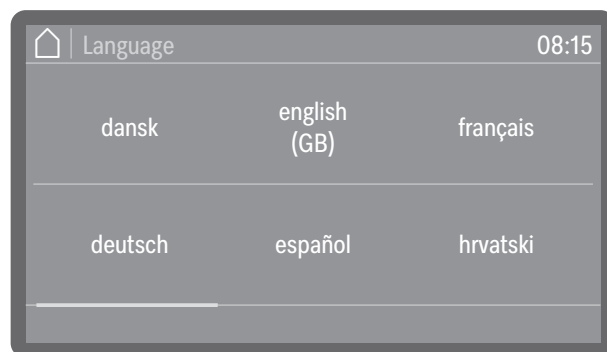 Language 08:15
dansk english (GB) français
deutsch español hrvatski